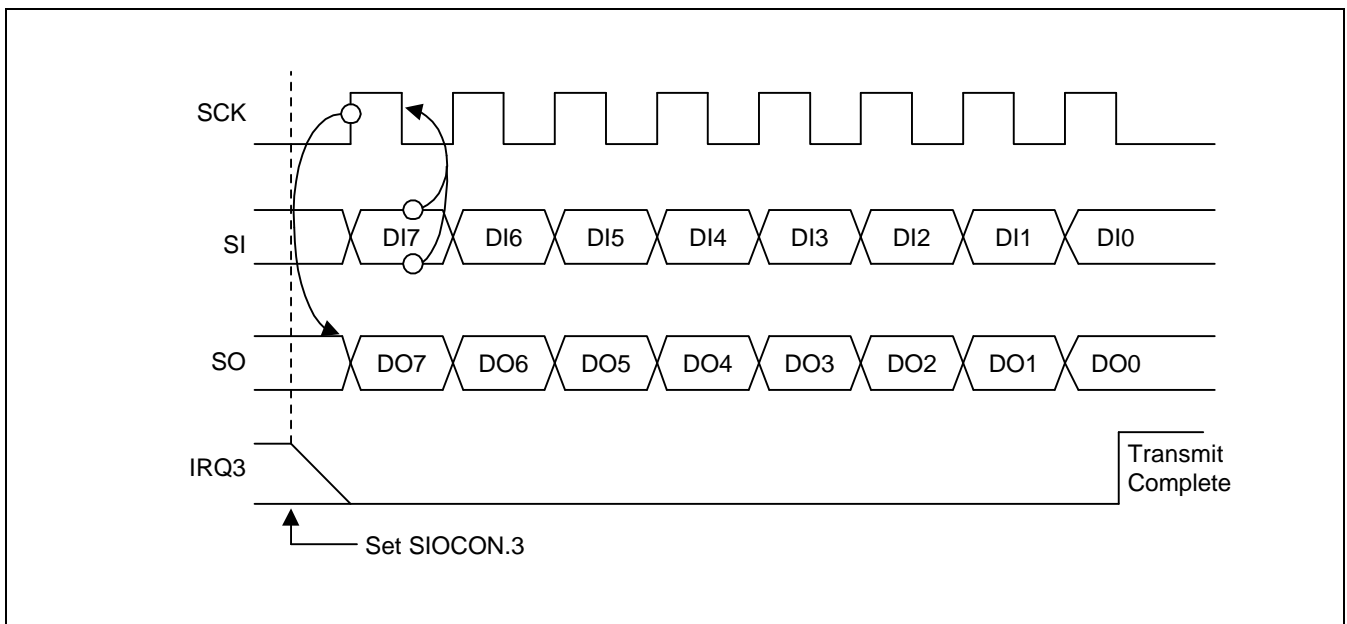 SCK
SI
DI7 DI6 DI5 DI4 DI3 DI2 DI1 DI0
SO
DO7 DO6 DO5 DO4 DO3 DO2 DO1 DO0
IRQ3
Transmit
Complete
Set SIOCON.3